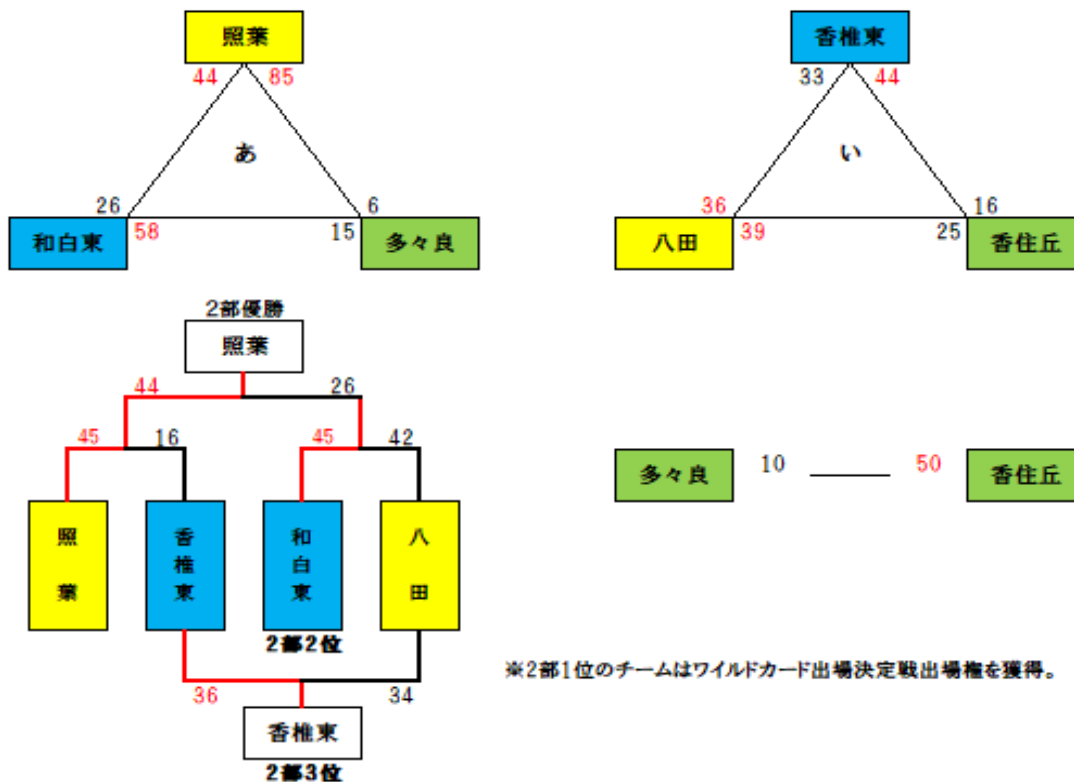 照葉
香椎東
44 85
33 44
あ
い
26 6
36 16
和白東 58 15 多々良
八田 39 25 香住丘
2部優勝
照葉
44 26
45 16 45 42
多々良 10 50 香住丘
照葉
香椎東
和白東
八田
2部2位
※2部1位のチームはワイルドカード出場決定戦出場権を獲得。
36 34
香椎東
2部3位